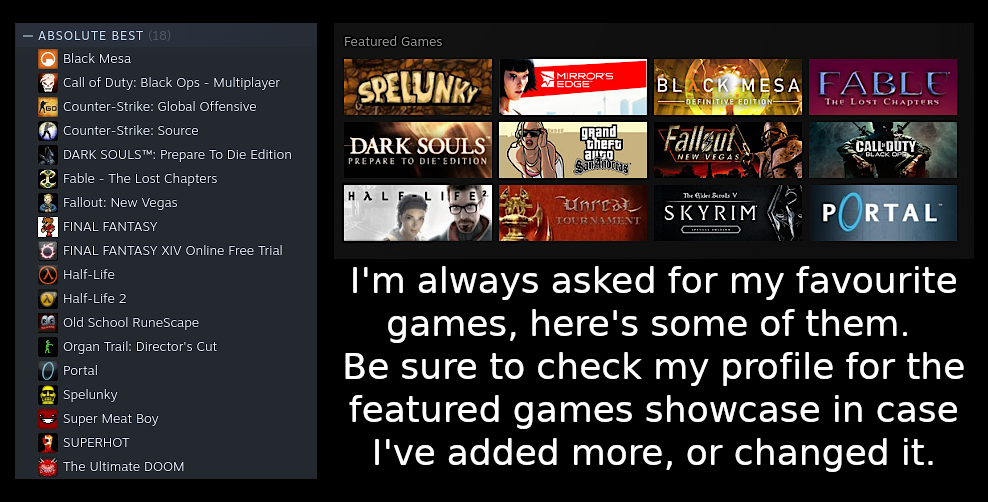 — ABSOLUTE BEST (18)
Black Mesa
Call of Duty: Black Ops - Multiplayer
Counter-Strike: Global Offensive
Counter-Strike: Source
DARK SOULS™: Prepare To Die Edition
Fable - The Lost Chapters
Fallout: New Vegas
FINAL FANTASY
FINAL FANTASY XIV Online Free Trial
Half-Life
Half-Life 2
Old School RuneScape
Organ Trail: Director's Cut
Portal
Spelunky
Super Meat Boy
SUPERHOT
The Ultimate DOOM
Featured Games
SPELUNKY
MIRROR'S
EDGE
BLACK MESA
DEFINITIVE EDITION
FABLE
THE LOST CHAPTERS
DARK SOULS
PREPARE TO DIE EDITION
grand
theft
auto
San Andreas
Fallout
NEW VEGAS
CALL OF DUTY
BLACK OPS
HALF-LIFE 2
Unreal
TOURNAMENT
The Elder Scrolls V
SKYRIM
SPECIAL EDITION
PORTAL
I'm always asked for my favourite
games, here's some of them.
Be sure to check my profile for the
featured games showcase in case
I've added more, or changed it.